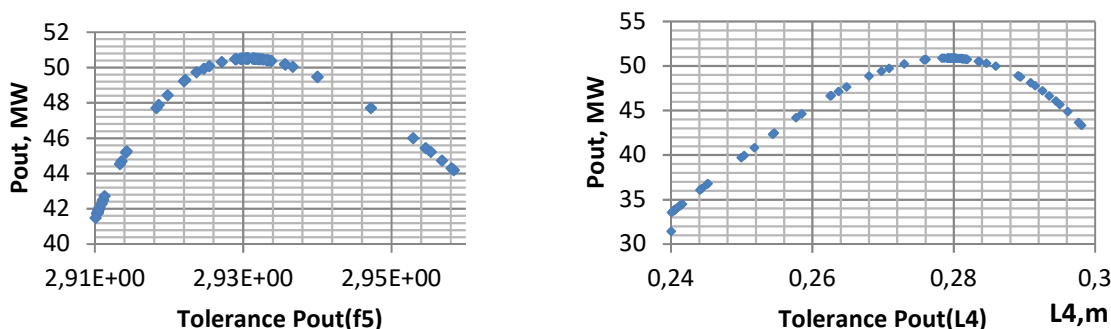 52
50
48
46
44
42
40
Pout, MW
2,91E+00 2,93E+00 2,95E+00
Tolerance Pout(f5)
55
50
45
40
35
30
Pout, MW
0,24 0,26 0,28 0,3
Tolerance Pout(L4) L4,m